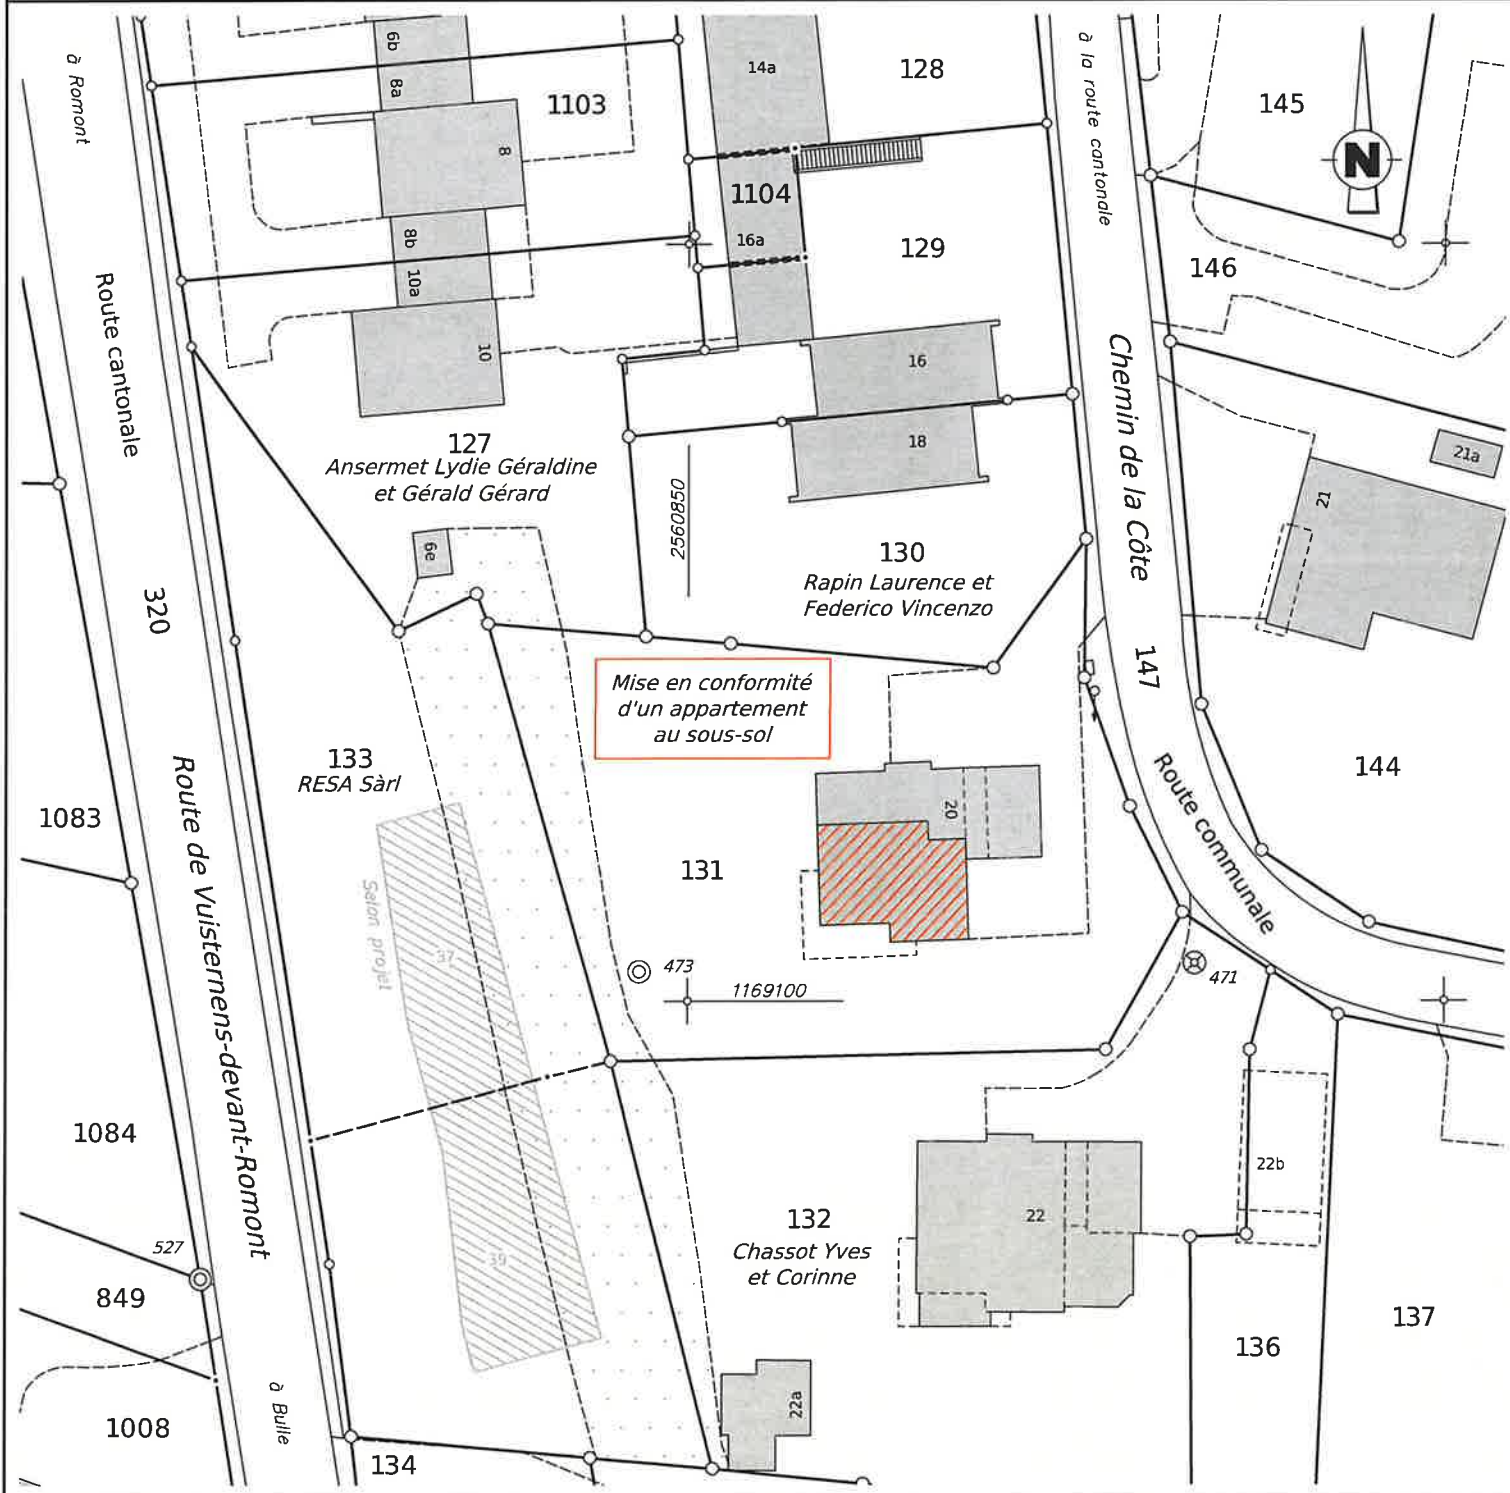 à Romont
6b
8a
1103
8
8b
10a
10
14a
128
1104
16a
129
à la route cantonale
145
N
146
Route cantonale
16
18
Chemin de la Côte
21a
21
127
Ansermet Lydie Géraldine
et Gérald Gérard
2560850
130
Rapin Laurence et
Federico Vincenzo
6e
320
147
Mise en conformité
d'un appartement
au sous-sol
133
RESA Sàrl
144
Route communale
1083
Route de Vuisternens-devant-Romont
20
131
Selon projet
37
473
1169100
471
1084
22b
132
Chassot Yves
et Corinne
22
527
849
39
137
136
à Bulle
22a
1008
134